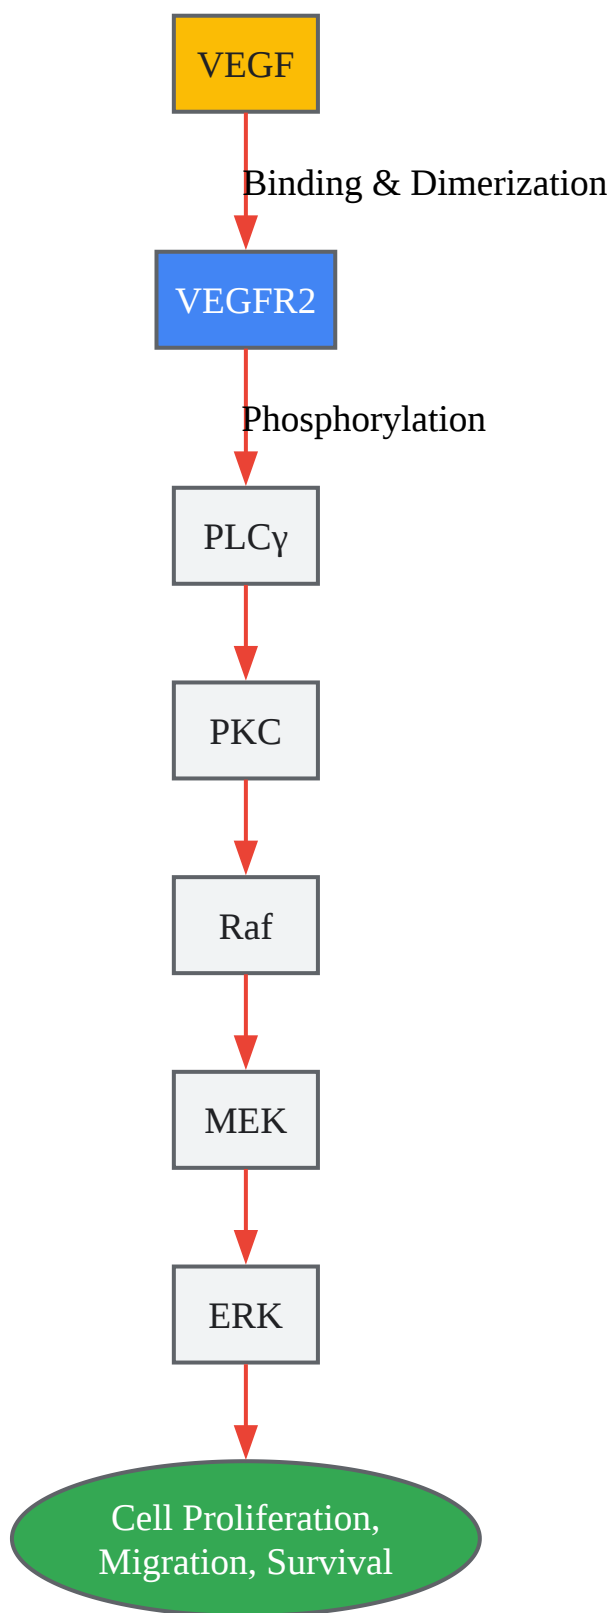 VEGF
Binding & Dimerization
VEGFR2
Phosphorylation
PLCγ
PKC
Raf
MEK
ERK
Cell Proliferation,
Migration, Survival